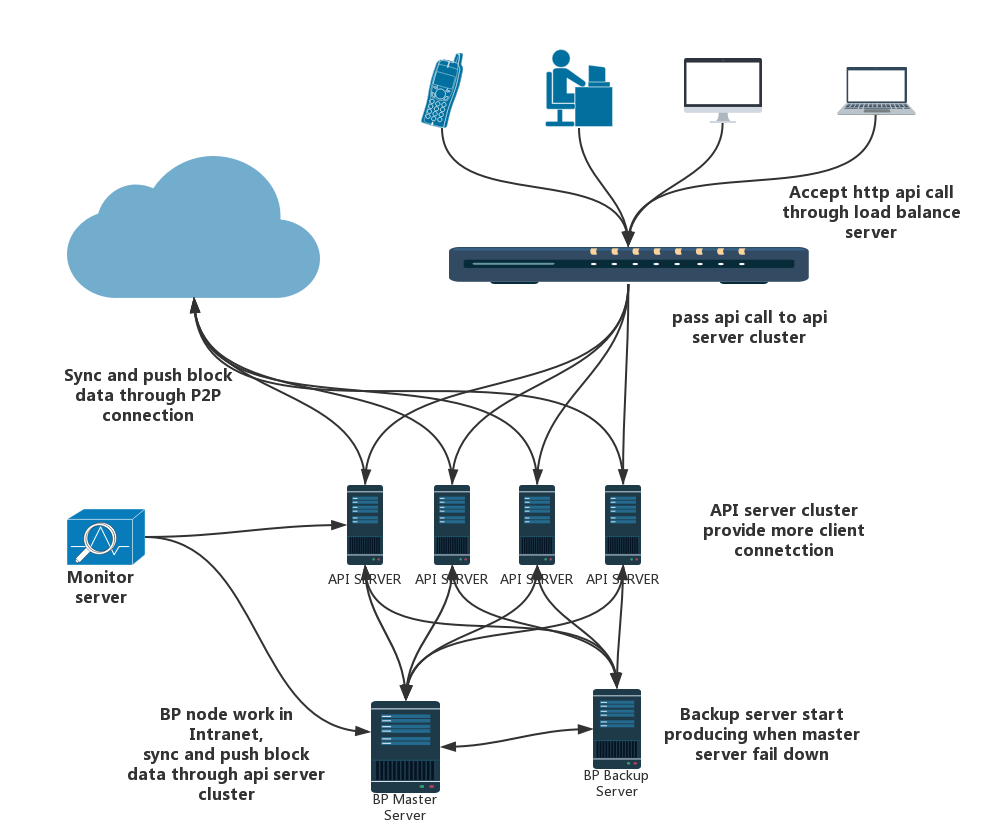 Accept http api call
through load balance
server
pass api call to api
server cluster
Sync and push block
data through P2P
connection
API server cluster
provide more client
connetction
Monitor
server
API SERVER
API SERVER
API SERVER
API SERVER
BP node work in
Intranet,
sync and push block
data through api server
cluster
Backup server start
producing when master
server fail down
BP Master
Server
BP Backup
Server